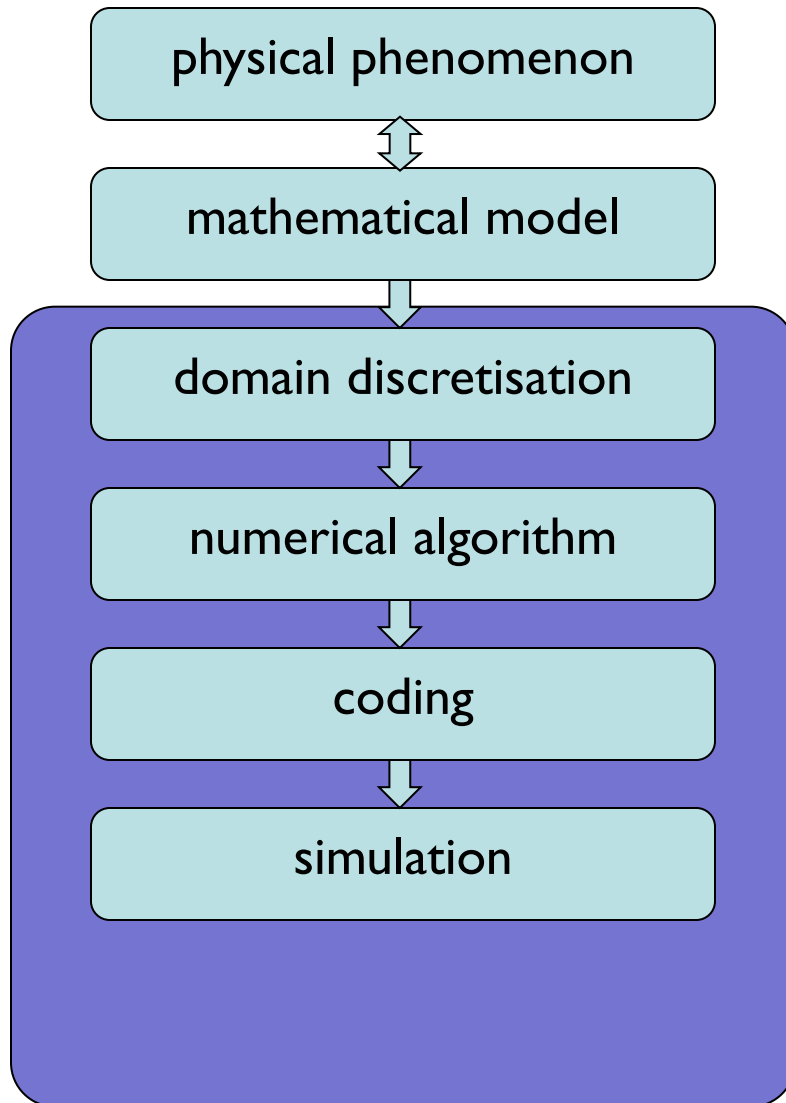 physical phenomenon
mathematical model
domain discretisation
numerical algorithm
coding
simulation